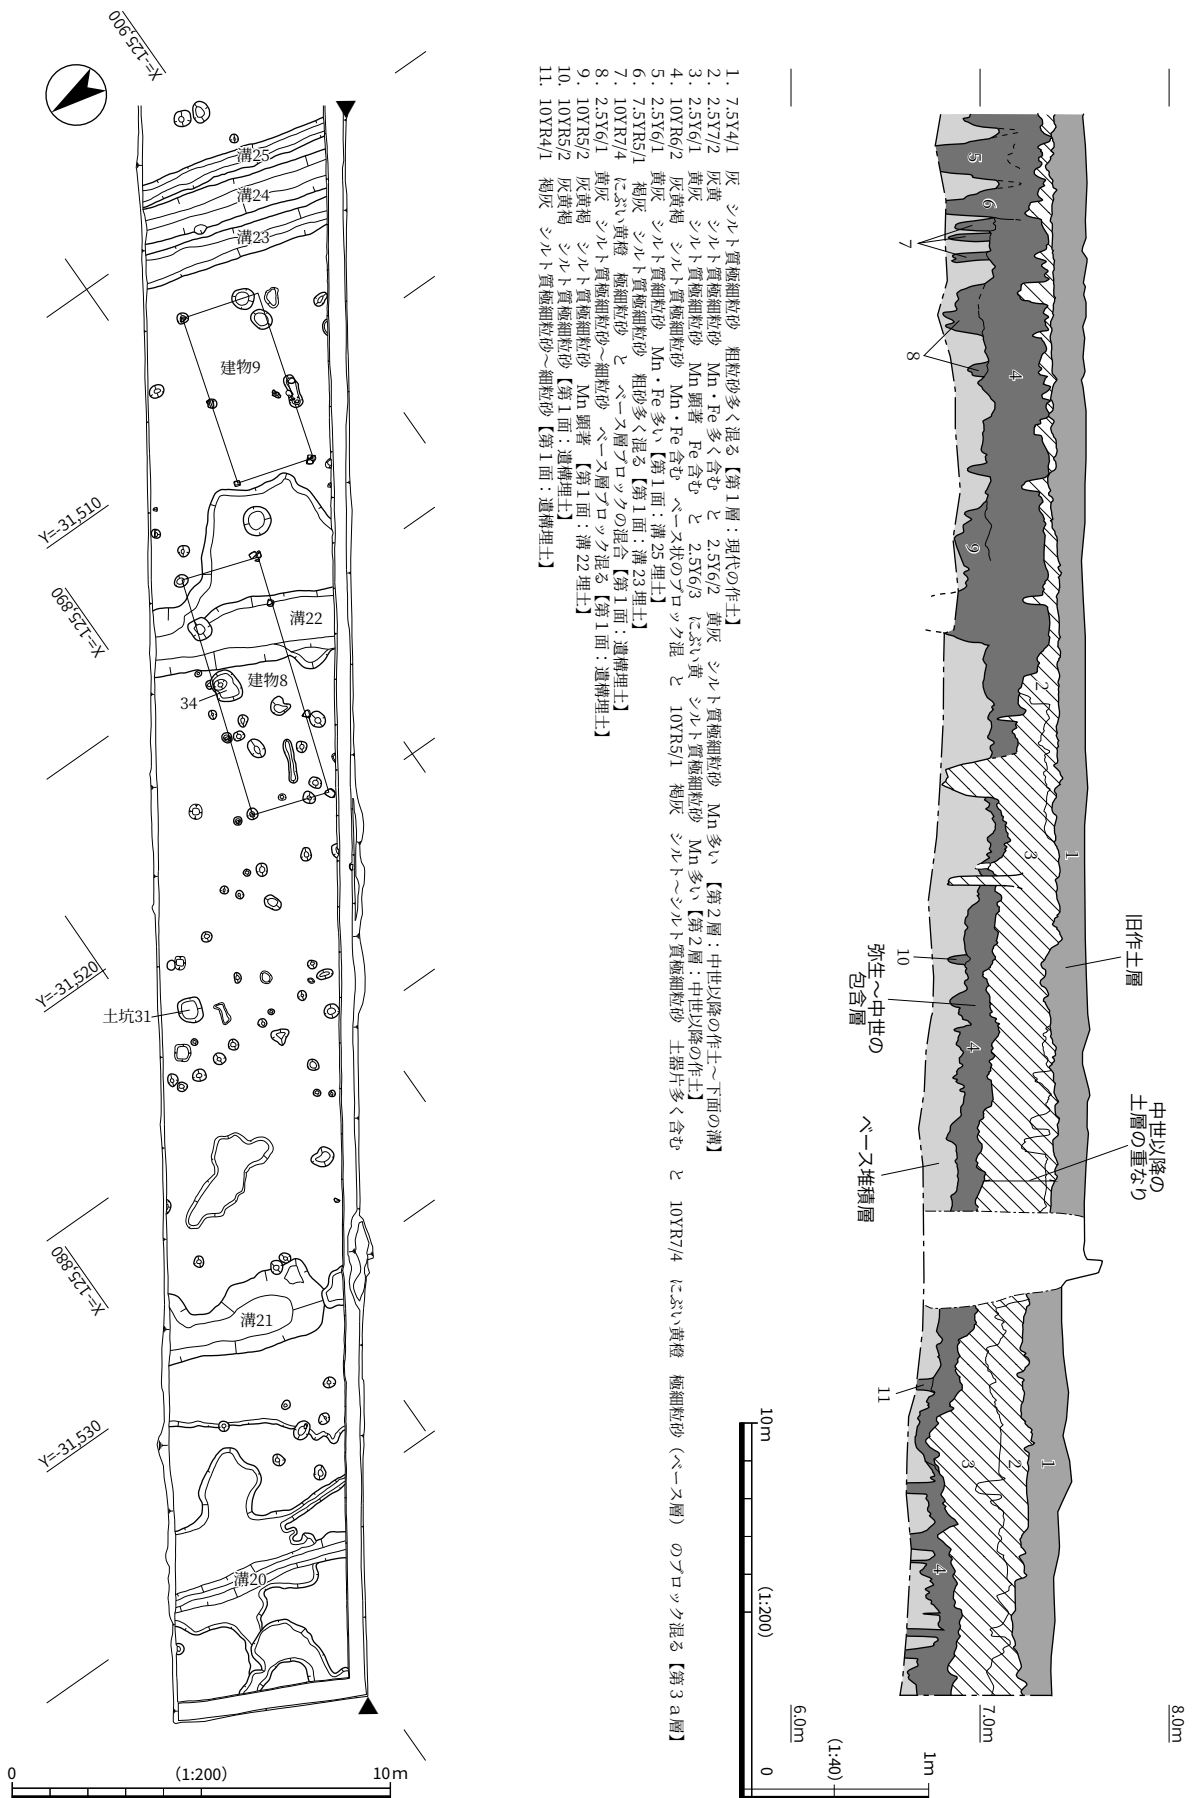 X=-125,900
溝25
溝24
溝23
建物9
Y=-31,510
X=-125,890
溝22
建物8
34
Y=-31,520
土坑31
X=-125,880
溝21
Y=-31,530
溝20
0
(1:200)
10m
1. 7.5Y4/1 灰 シルト質極細粒砂 粗粒砂多く混る【第1層：現代の作土】
2. 2.5Y7/2 灰黄 シルト質極細粒砂 Mn・Fe 多く含む と 2.5Y6/2 黄灰 シルト質極細粒砂 Mn 多い 【第2層：中世以降の作土～下面の溝】
3. 2.5Y6/1 黄灰 シルト質極細粒砂 Mn 顕著 Fe 含む と 2.5Y6/3 にぶい黄 シルト質極細粒砂 Mn 多い【第2層：中世以降の作土】
4. 10YR6/2 灰黄褐 シルト質極細粒砂 Mn・Fe 含む ベース状のブロック混 と 10YR5/1 褐灰 シルト～シルト質極細粒砂 土器片多く含む と 10YR7/4 にぶい黄橙 極細粒砂（ベース層） のブロック混る【第3a層】
5. 2.5Y6/1 黄灰 シルト質細粒砂 Mn・Fe 多い【第1面：溝 25 埋土】
6. 7.5YR5/1 褐灰 シルト質極細粒砂 粗砂多く混る【第1面：溝 23 埋土】
7. 10YR7/4 にぶい黄橙 極細粒砂 と ベース層ブロックの混合【第1面：遺構埋土】
8. 2.5Y6/1 黄灰 シルト質極細粒砂～細粒砂 ベース層ブロック混る【第1面：遺構埋土】
9. 10YR5/2 灰黄褐 シルト質極細粒砂 Mn 顕著 【第1面：溝 22 埋土】
10. 10YR5/2 灰黄褐 シルト質極細粒砂【第1面：遺構埋土】
11. 10YR4/1 褐灰 シルト質極細粒砂～細粒砂【第1面：遺構埋土】
5
6
7
8
4
9
2
3
1
旧作土層
10
弥生～中世の
包含層
4
中世以降の
土層の重なり
ベース堆積層
11
1
2
3
4
8.0m
7.0m
6.0m
10m
(1:200)
0
(1:40)
1m